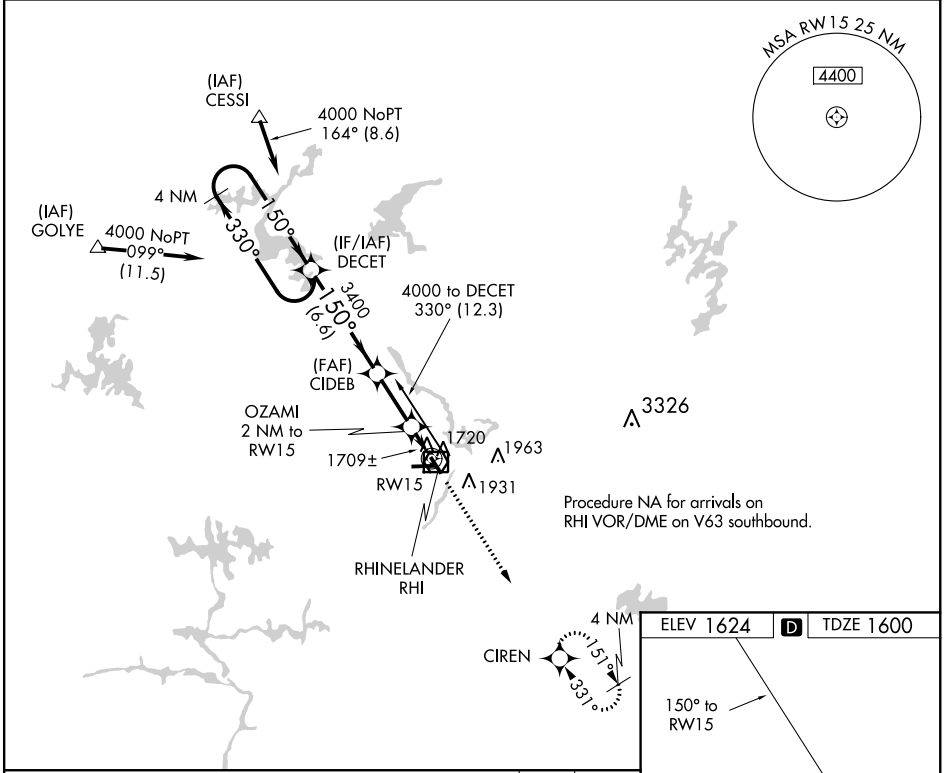 MSA RW15 25 NM
4400
(IAF)
CESSI
4000 NoPT
164° (8.6)
4 NM
150°
330°
(IAF)
GOLYE
4000 NoPT
099°
(11.5)
(IF/IAF)
DECET
3400
150°
(6.6)
4000 to DECET
330° (12.3)
(FAF)
CIDEB
OZAMI
2 NM to
RW15
3326
1720
1963
1709±
1931
RW15
Procedure NA for arrivals on
RHI VOR/DME on V63 southbound.
RHINELANDER
RHI
4 NM
CIREN
151°
331°
ELEV 1624
D
TDZE 1600
150° to
RW15